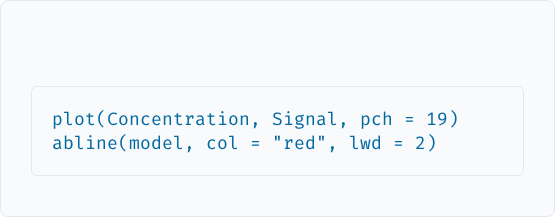 plot(Concentration, Signal, pch = 19)
abline(model, col = "red", lwd = 2)